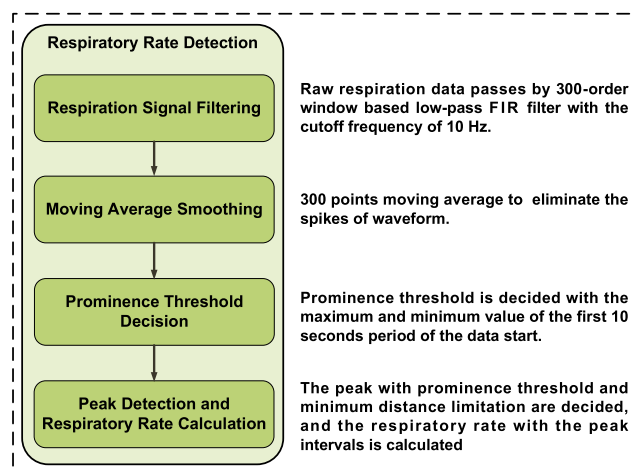 Respiratory Rate Detection
Respiration Signal Filtering
Raw respiration data passes by 300-order
window based low-pass FIR filter with the
cutoff frequency of 10 Hz.
Moving Average Smoothing
300 points moving average to eliminate the
spikes of waveform.
Prominence Threshold
Decision
Prominence threshold is decided with the
maximum and minimum value of the first 10
seconds period of the data start.
Peak Detection and
Respiratory Rate Calculation
The peak with prominence threshold and
minimum distance limitation are decided,
and the respiratory rate with the peak
intervals is calculated